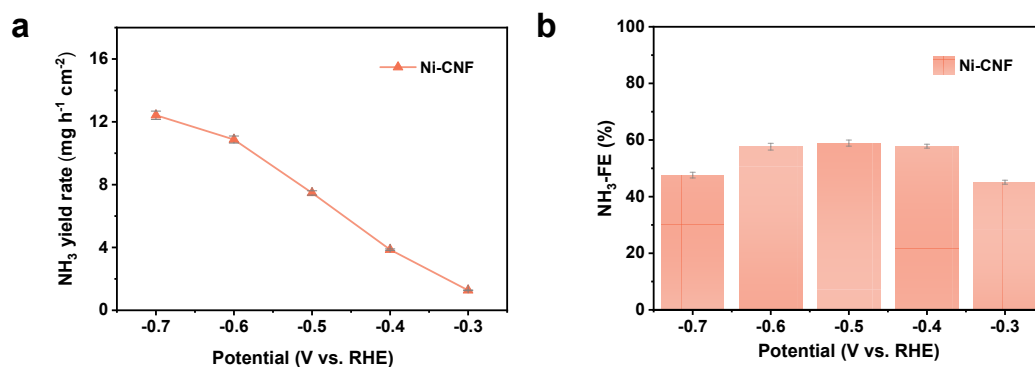 a
NH₃ yield rate (mg h⁻¹ cm⁻²)
16
12
8
4
0
Ni-CNF
-0.7 -0.6 -0.5 -0.4 -0.3
Potential (V vs. RHE)
b
NH₃-FE (%)
100
80
60
40
20
0
Ni-CNF
-0.7 -0.6 -0.5 -0.4 -0.3
Potential (V vs. RHE)